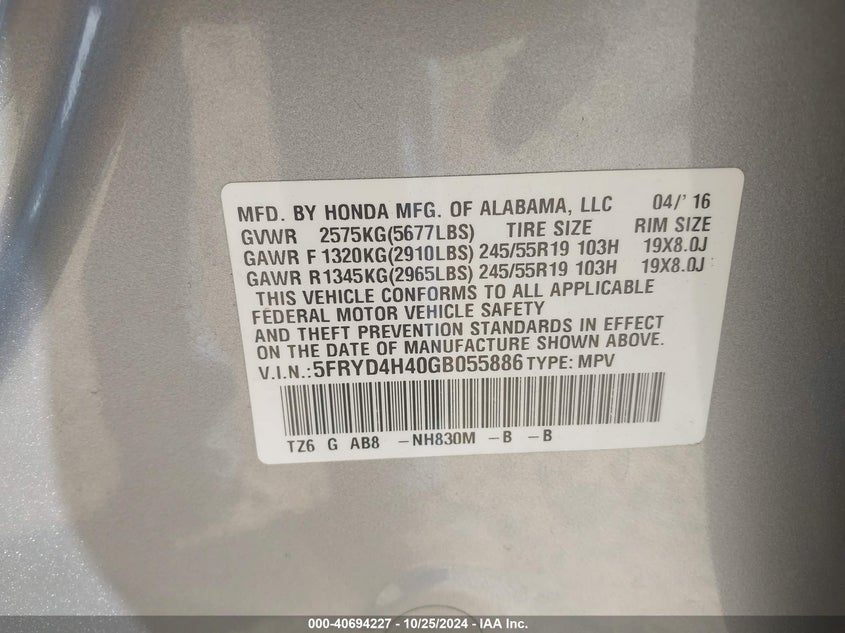 MFD. BY HONDA MFG. OF ALABAMA, LLC 04/' 16
GVWR 2575KG(5677LBS) TIRE SIZE RIM SIZE
GAWR F 1320KG(2910LBS) 245/55R19 103H 19X8.0J
GAWR R1345KG(2965LBS) 245/55R19 103H 19X8.0J
THIS VEHICLE CONFORMS TO ALL APPLICABLE
FEDERAL MOTOR VEHICLE SAFETY
AND THEFT PREVENTION STANDARDS IN EFFECT
ON THE DATE OF MANUFACTURE SHOWN ABOVE.
V.I.N.:5FRYD4H40GB055886 TYPE: MPV
TZ6 G AB8 -NH830M -B -B
000-40694227 - 10/25/2024 - IAA Inc.